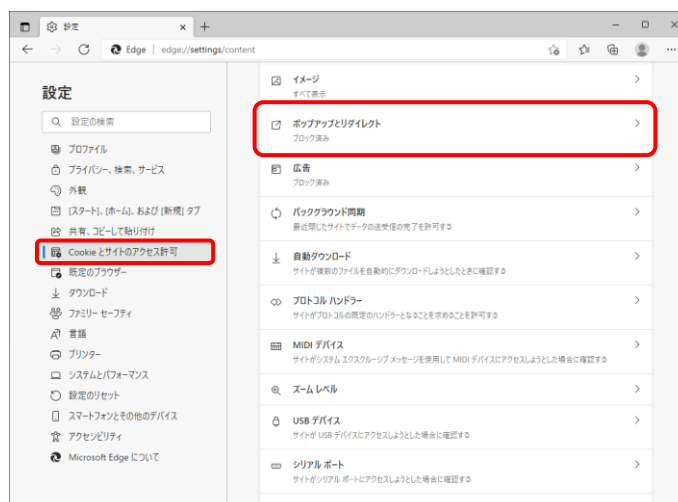 設定
Edge | edge://settings/content
設定
設定の検索
プロファイル
プライバシー、検索、サービス
外観
[スタート]、[ホーム]、および [新規] タブ
共有、コピーして貼り付け
Cookie とサイトのアクセス許可
既定のブラウザー
ダウンロード
ファミリー セーフティ
言語
プリンター
システムとパフォーマンス
設定のリセット
スマートフォンとその他のデバイス
アクセシビリティ
Microsoft Edge について
イメージ
すべて表示
ポップアップとリダイレクト
ブロック済み
広告
ブロック済み
バックグラウンド同期
最近閉じたサイトでデータの送受信の完了を許可する
自動ダウンロード
サイトが複数のファイルを自動的にダウンロードしようとしたときに確認する
プロトコル ハンドラー
サイトがプロトコルの既定のハンドラーとなることを求めることを許可する
MIDI デバイス
サイトがシステム エクスクルーシブ メッセージを使用して MIDI デバイスにアクセスしようとした場合に確認する
ズーム レベル
USB デバイス
サイトが USB デバイスにアクセスしようとした場合に確認する
シリアル ポート
サイトがシリアル ポートにアクセスしようとした場合に確認する